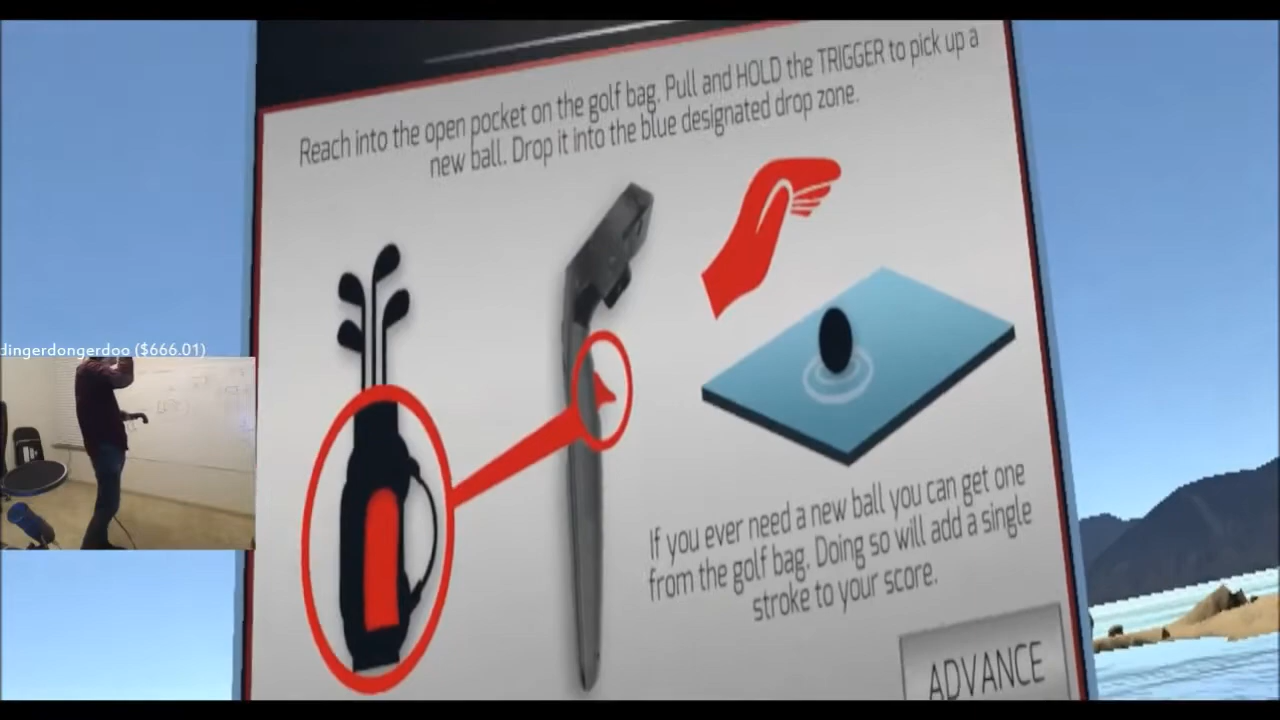 Reach into the open pocket on the golf bag. Pull and HOLD the TRIGGER to pick up a
new ball. Drop it into the blue designated drop zone.
dingerdongerdoo ($666.01)
If you ever need a new ball you can get one
from the golf bag. Doing so will add a single
stroke to your score.
ADVANCE